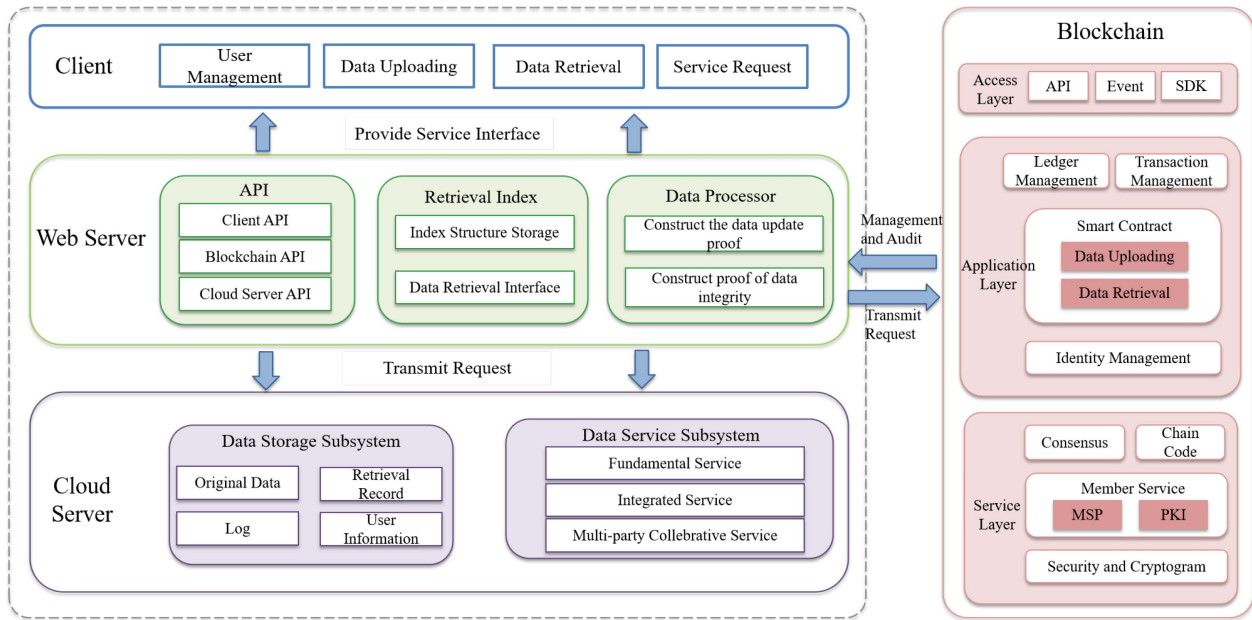 Client
User
Management
Data Uploading
Data Retrieval
Service Request
Provide Service Interface
Web Server
API
Client API
Blockchain API
Cloud Server API
Retrieval Index
Index Structure Storage
Data Retrieval Interface
Data Processor
Construct the data update
proof
Construct proof of data
integrity
Transmit Request
Cloud
Server
Data Storage Subsystem
Original Data
Retrieval
Record
Log
User
Information
Data Service Subsystem
Fundamental Service
Integrated Service
Multi-party Collebrative Service
Management
and Audit
Transmit
Request
Blockchain
Access
Layer
API
Event
SDK
Application
Layer
Ledger
Management
Transaction
Management
Smart Contract
Data Uploading
Data Retrieval
Identity Management
Service
Layer
Consensus
Chain
Code
Member Service
MSP
PKI
Security and Cryptogram